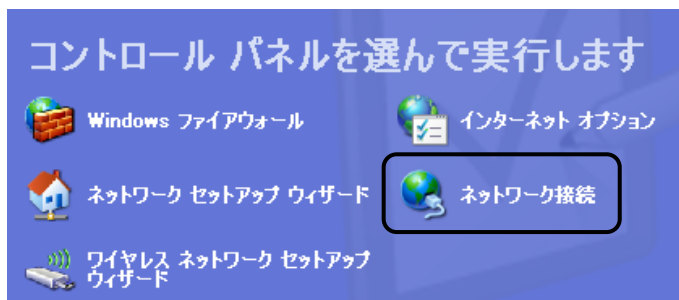 コントロール パネルを選んで実行します
Windows ファイアウォール
インターネット オプション
ネットワーク セットアップ ウィザード
ネットワーク接続
ワイヤレス ネットワーク セットアップ
ウィザード